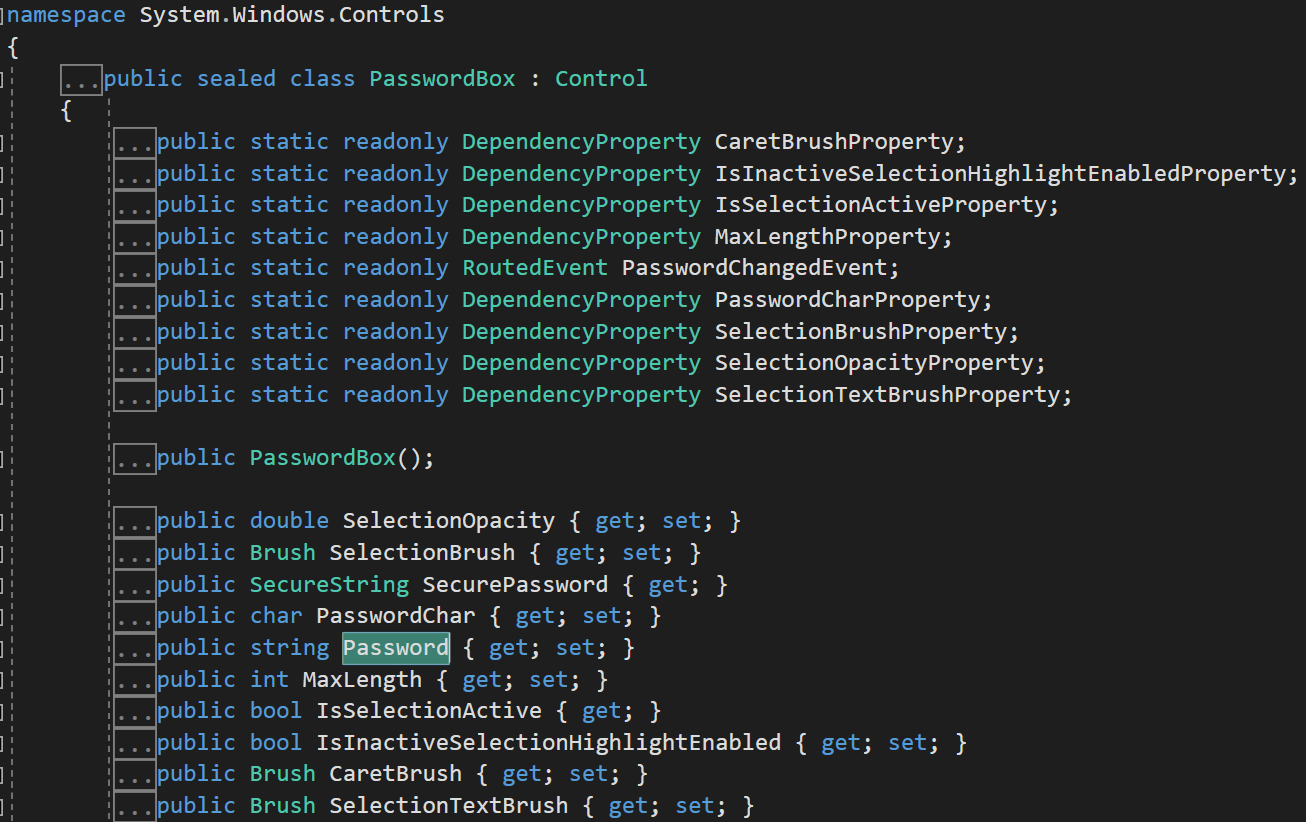 namespace System.Windows.Controls
{
...public sealed class PasswordBox : Control
{
...public static readonly DependencyProperty CaretBrushProperty;
...public static readonly DependencyProperty IsInactiveSelectionHighlightEnabledProperty;
...public static readonly DependencyProperty IsSelectionActiveProperty;
...public static readonly DependencyProperty MaxLengthProperty;
...public static readonly RoutedEvent PasswordChangedEvent;
...public static readonly DependencyProperty PasswordCharProperty;
...public static readonly DependencyProperty SelectionBrushProperty;
...public static readonly DependencyProperty SelectionOpacityProperty;
...public static readonly DependencyProperty SelectionTextBrushProperty;
...public PasswordBox();
...public double SelectionOpacity { get; set; }
...public Brush SelectionBrush { get; set; }
...public SecureString SecurePassword { get; }
...public char PasswordChar { get; set; }
...public string Password { get; set; }
...public int MaxLength { get; set; }
...public bool IsSelectionActive { get; }
...public bool IsInactiveSelectionHighlightEnabled { get; set; }
...public Brush CaretBrush { get; set; }
...public Brush SelectionTextBrush { get; set; }